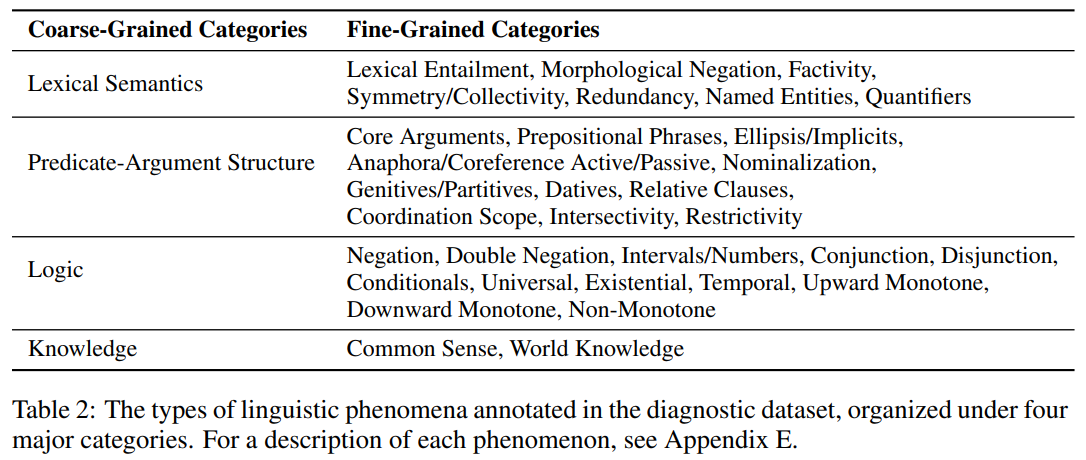 Coarse-Grained Categories Fine-Grained Categories
Lexical Semantics
Lexical Entailment, Morphological Negation, Factivity,
Symmetry/Collectivity, Redundancy, Named Entities, Quantifiers
Predicate-Argument Structure
Core Arguments, Prepositional Phrases, Ellipsis/Implicits,
Anaphora/Coreference Active/Passive, Nominalization,
Genitives/Partitives, Datives, Relative Clauses,
Coordination Scope, Intersectivity, Restrictivity
Logic
Negation, Double Negation, Intervals/Numbers, Conjunction, Disjunction,
Conditionals, Universal, Existential, Temporal, Upward Monotone,
Downward Monotone, Non-Monotone
Knowledge
Common Sense, World Knowledge
Table 2: The types of linguistic phenomena annotated in the diagnostic dataset, organized under four
major categories. For a description of each phenomenon, see Appendix E.